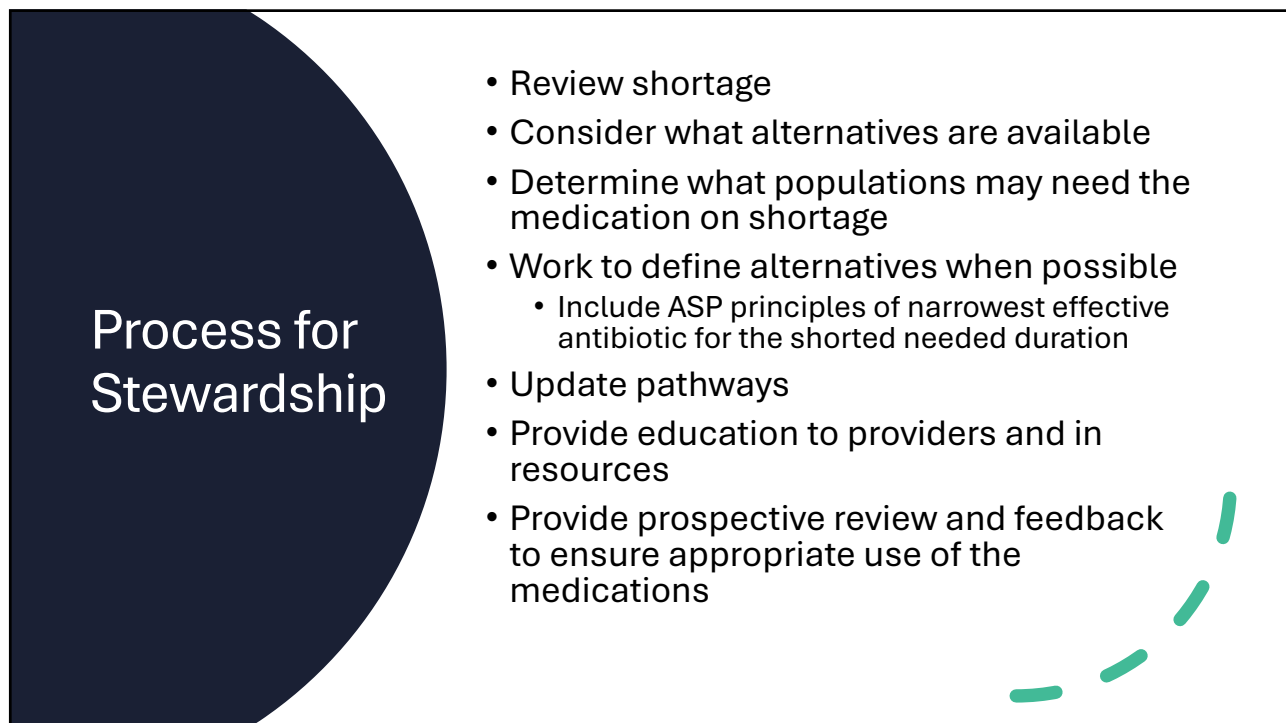 Process for
Stewardship
• Review shortage
• Consider what alternatives are available
• Determine what populations may need the
medication on shortage
• Work to define alternatives when possible
• Include ASP principles of narrowest effective
antibiotic for the shorted needed duration
• Update pathways
• Provide education to providers and in
resources
• Provide prospective review and feedback
to ensure appropriate use of the
medications